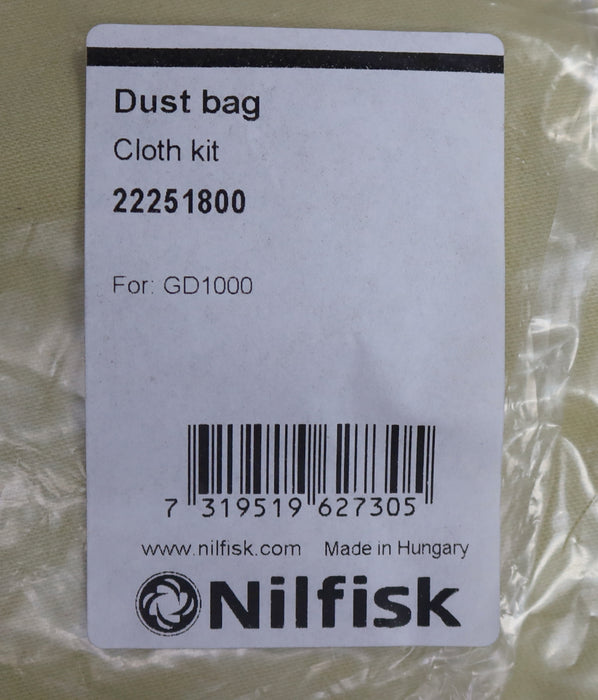 Dust bag
Cloth kit
22251800
For: GD1000
7 319519 627305
www.nilfisk.com Made in Hungary
Nilfisk